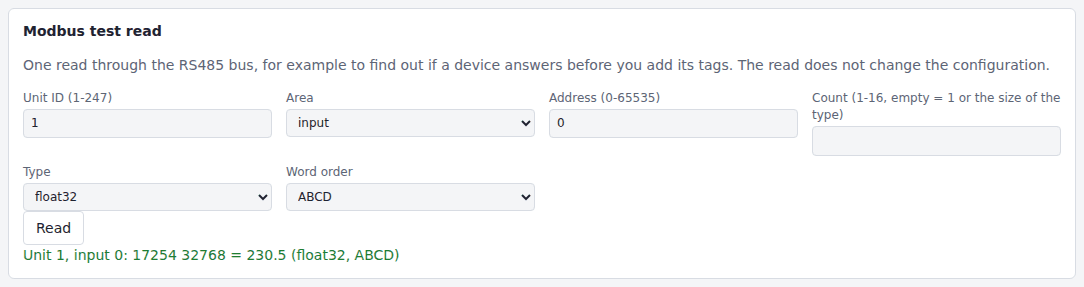 Modbus test read
One read through the RS485 bus, for example to find out if a device answers before you add its tags. The read does not change the configuration.
Unit ID (1-247)
Area
Address (0-65535)
Count (1-16, empty = 1 or the size of the
type)
1
input
0
Type
Word order
float32
ABCD
Read
Unit 1, input 0: 17254 32768 = 230.5 (float32, ABCD)